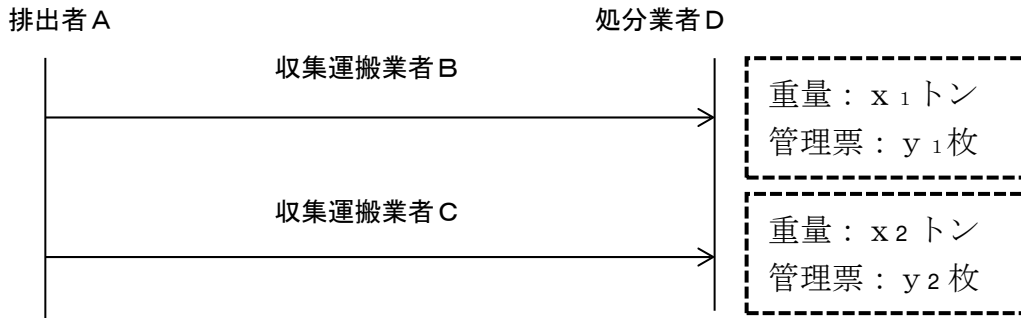 排出者Ａ
処分業者Ｄ
収集運搬業者Ｂ
重量：ｘ１トン
管理票：ｙ１枚
収集運搬業者Ｃ
重量：ｘ２トン
管理票：ｙ２枚